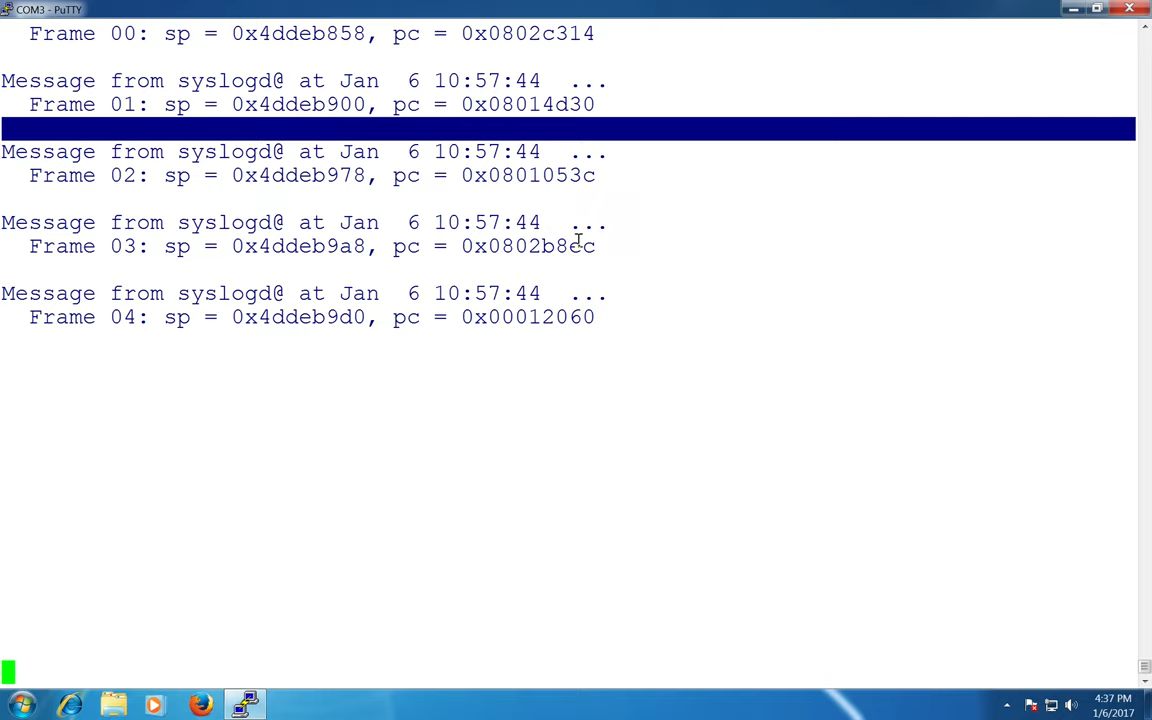 COM3 - PuTTY
Frame 00: sp = 0x4ddeb858, pc = 0x0802c314
Message from syslogd@ at Jan  6 10:57:44  ...
Frame 01: sp = 0x4ddeb900, pc = 0x08014d30
Message from syslogd@ at Jan  6 10:57:44  ...
Frame 02: sp = 0x4ddeb978, pc = 0x0801053c
Message from syslogd@ at Jan  6 10:57:44  ...
Frame 03: sp = 0x4ddeb9a8, pc = 0x0802b8ec
Message from syslogd@ at Jan  6 10:57:44  ...
Frame 04: sp = 0x4ddeb9d0, pc = 0x00012060
4:37 PM
1/6/2017